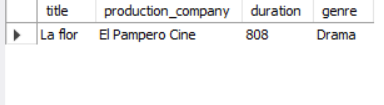 title production_company duration genre
La flor El Pampero Cine 808 Drama